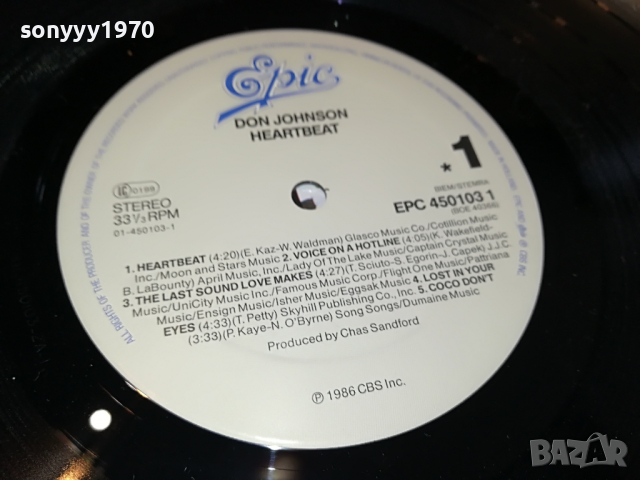 sonyyy1970
Epic
DON JOHNSON
HEARTBEAT
LC 0199
STEREO
33 1/3 RPM
01-450103-1
*1
BIEM/STEMRA
EPC 450103 1
(BOE 40366)
1. HEARTBEAT (4:20)(E. Kaz-W. Waldman) Glasco Music Co./Cotillion Music
Inc./Moon and Stars Music 2. VOICE ON A HOTLINE (4:05)(K. Wakefield-
B. LaBounty) April Music, Inc./Lady Of The Lake Music/Captain Crystal Music
3. THE LAST SOUND LOVE MAKES (4:27)(T. Sciuto-S. Egorin-J. Capek) J.J.C.
Music/UniCity Music Inc./Famous Music Corp./Flight One Music/Pattriana
Music/Ensign Music/Isher Music/Eggsak Music 4. LOST IN YOUR
EYES (4:33)(T. Petty) Skyhill Publishing Co., Inc. 5. COCO DON'T
(3:33)(P. Kaye-N. O'Byrne) Song Songs/Dumaine Music
Produced by Chas Sandford
℗ 1986 CBS Inc.
ALL RIGHTS OF THE PRODUCER AND OF THE OWNER OF THE
BAZAR